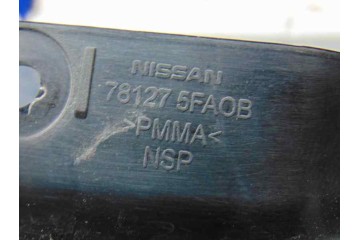 NISSAN
78127 5FA0B
>PMMA<
NSP